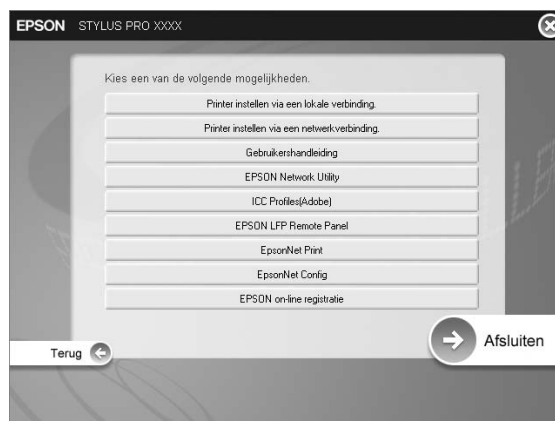 EPSON STYLUS PRO XXXX
Kies een van de volgende mogelijkheden.
Printer instellen via een lokale verbinding.
Printer instellen via een netwerkverbinding.
Gebruikershandleiding
EPSON Network Utility
ICC Profiles(Adobe)
EPSON LFP Remote Panel
EpsonNet Print
EpsonNet Config
EPSON on-line registratie
Terug
Afsluiten